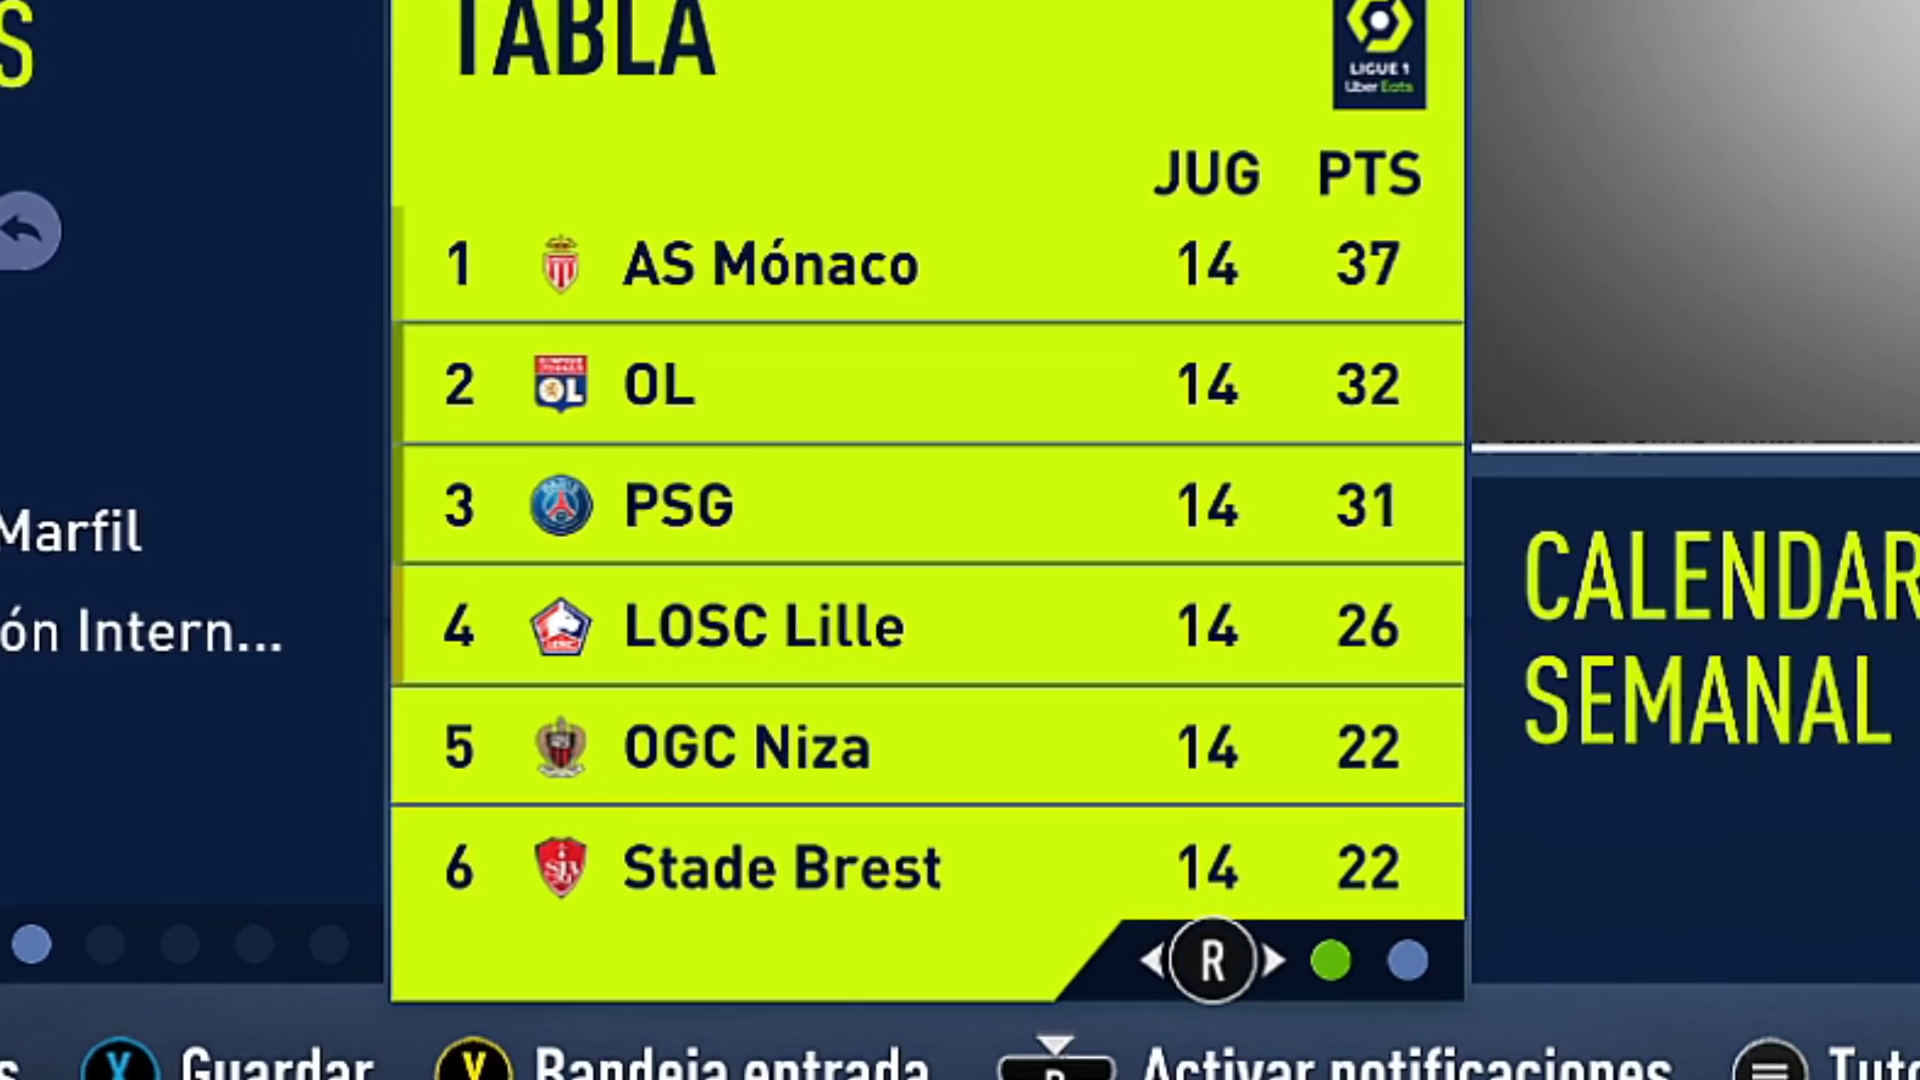 S
TABLA
LIGUE 1
Uber Eats
JUG PTS
1 AS Mónaco 14 37
2 OL OL 14 32
3 PSG 14 31
4 LOSC Lille 14 26
5 OGC Niza 14 22
6 Stade Brest 14 22
Marfil
ón Intern...
CALENDAR
SEMANAL
R
s X Guardar Y Bandeja entrada R Activar notificaciones Tuto